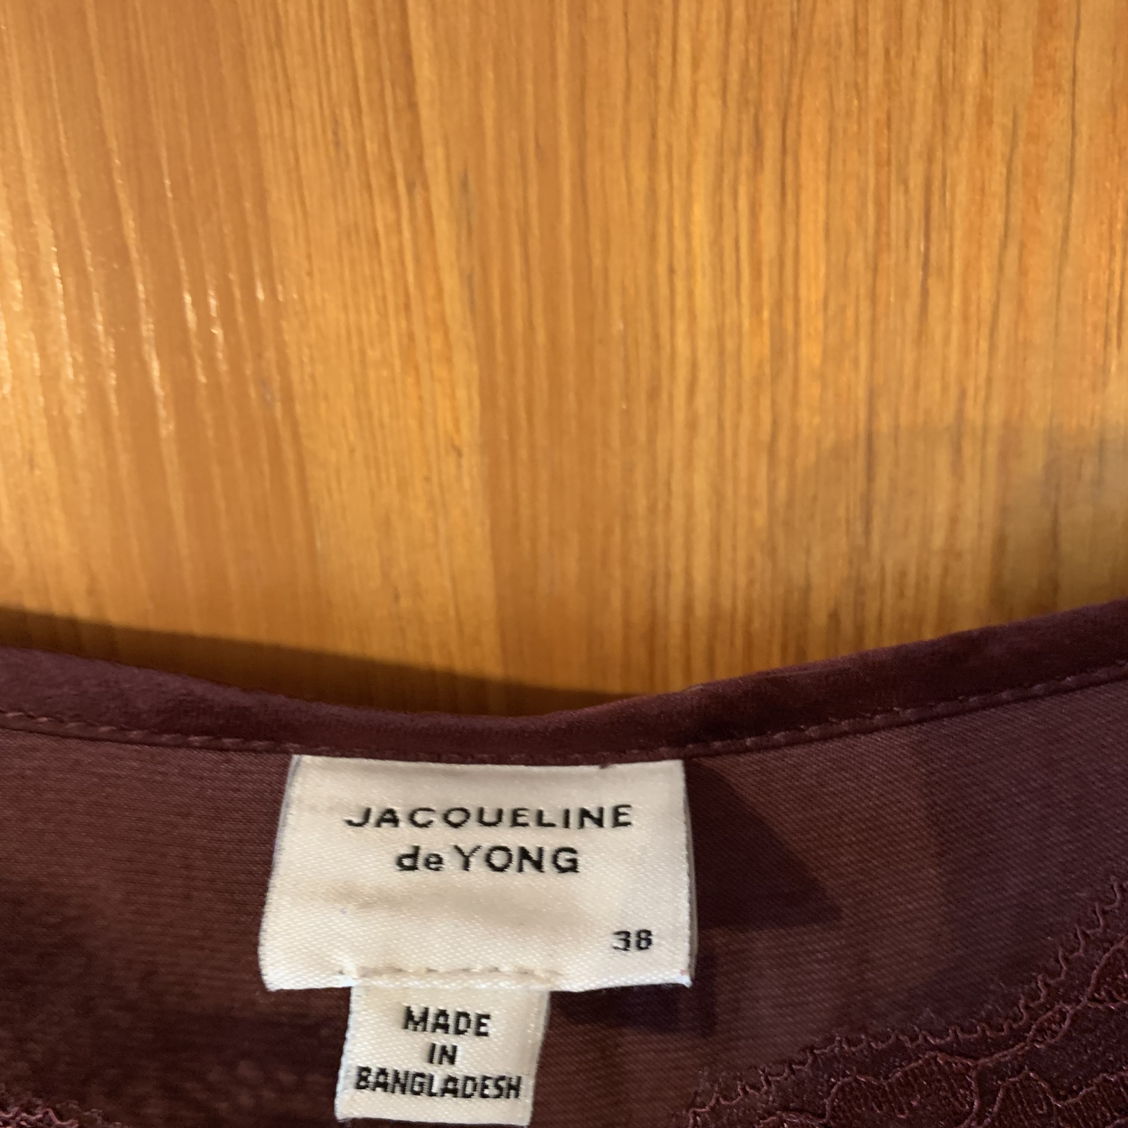 JACQUELINE
de YONG
38
MADE
IN
BANGLADESH